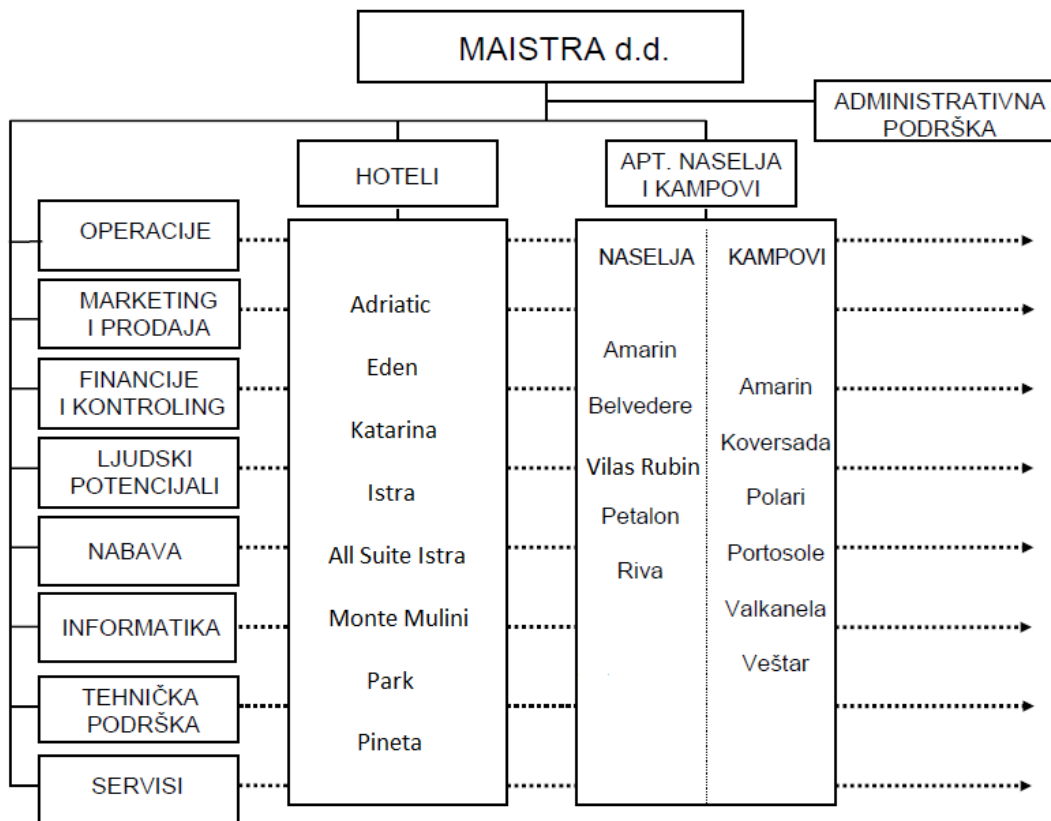 MAISTRA d.d.
ADMINISTRATIVNA
PODRŠKA
HOTELI
APT. NASELJA
I KAMPOVI
OPERACIJE
MARKETING
I PRODAJA
FINANCIJE
I KONTROLING
LJUDSKI
POTENCIJALI
NABAVA
INFORMATIKA
TEHNIČKA
PODRŠKA
SERVISI
Adriatic
Eden
Katarina
Istra
All Suite Istra
Monte Mulini
Park
Pineta
NASELJA
Amarin
Belvedere
Vilas Rubin
Petalon
Riva
KAMPOVI
Amarin
Koversada
Polari
Portosole
Valkanela
Veštar